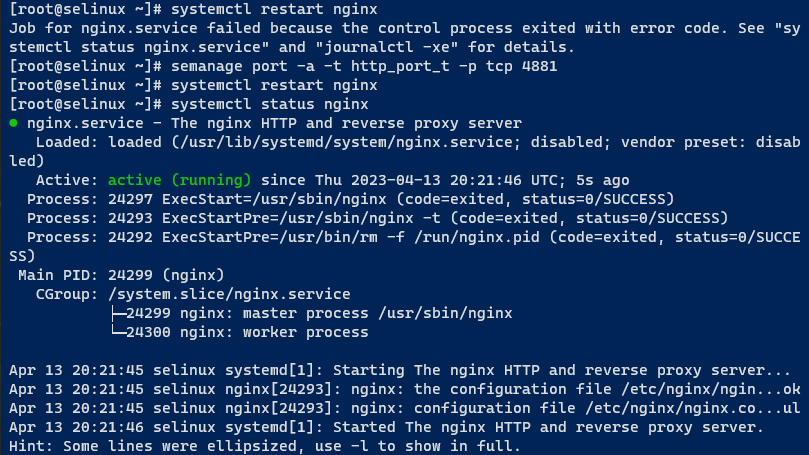 [root@selinux ~]# systemctl restart nginx
Job for nginx.service failed because the control process exited with error code. See "sy
stemctl status nginx.service" and "journalctl -xe" for details.
[root@selinux ~]# semanage port -a -t http_port_t -p tcp 4881
[root@selinux ~]# systemctl restart nginx
[root@selinux ~]# systemctl status nginx
● nginx.service - The nginx HTTP and reverse proxy server
   Loaded: loaded (/usr/lib/systemd/system/nginx.service; disabled; vendor preset: disab
led)
   Active: active (running) since Thu 2023-04-13 20:21:46 UTC; 5s ago
  Process: 24297 ExecStart=/usr/sbin/nginx (code=exited, status=0/SUCCESS)
  Process: 24293 ExecStartPre=/usr/sbin/nginx -t (code=exited, status=0/SUCCESS)
  Process: 24292 ExecStartPre=/usr/bin/rm -f /run/nginx.pid (code=exited, status=0/SUCCE
SS)
 Main PID: 24299 (nginx)
   CGroup: /system.slice/nginx.service
           ├─24299 nginx: master process /usr/sbin/nginx
           └─24300 nginx: worker process

Apr 13 20:21:45 selinux systemd[1]: Starting The nginx HTTP and reverse proxy server...
Apr 13 20:21:45 selinux nginx[24293]: nginx: the configuration file /etc/nginx/ngin...ok
Apr 13 20:21:45 selinux nginx[24293]: nginx: configuration file /etc/nginx/nginx.co...ul
Apr 13 20:21:46 selinux systemd[1]: Started The nginx HTTP and reverse proxy server.
Hint: Some lines were ellipsized, use -l to show in full.